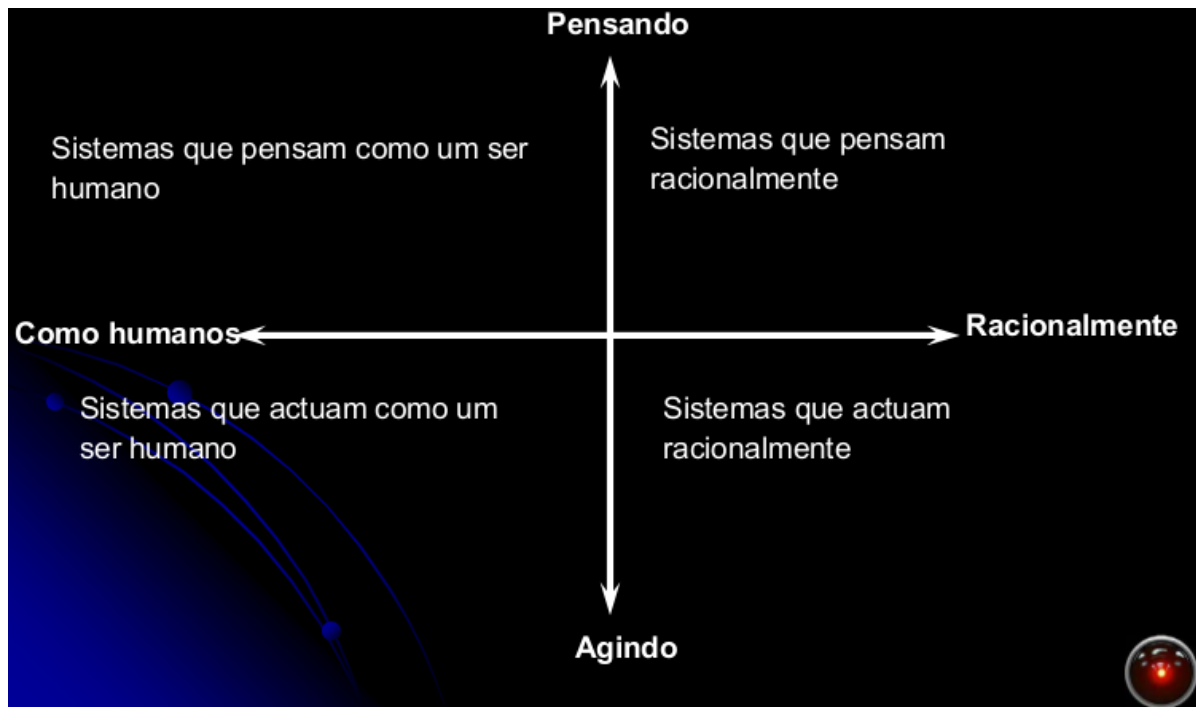 Pensando
Sistemas que pensam como um ser
humano
Sistemas que pensam
racionalmente
Como humanos
Racionalmente
Sistemas que actuam como um
ser humano
Sistemas que actuam
racionalmente
Agindo